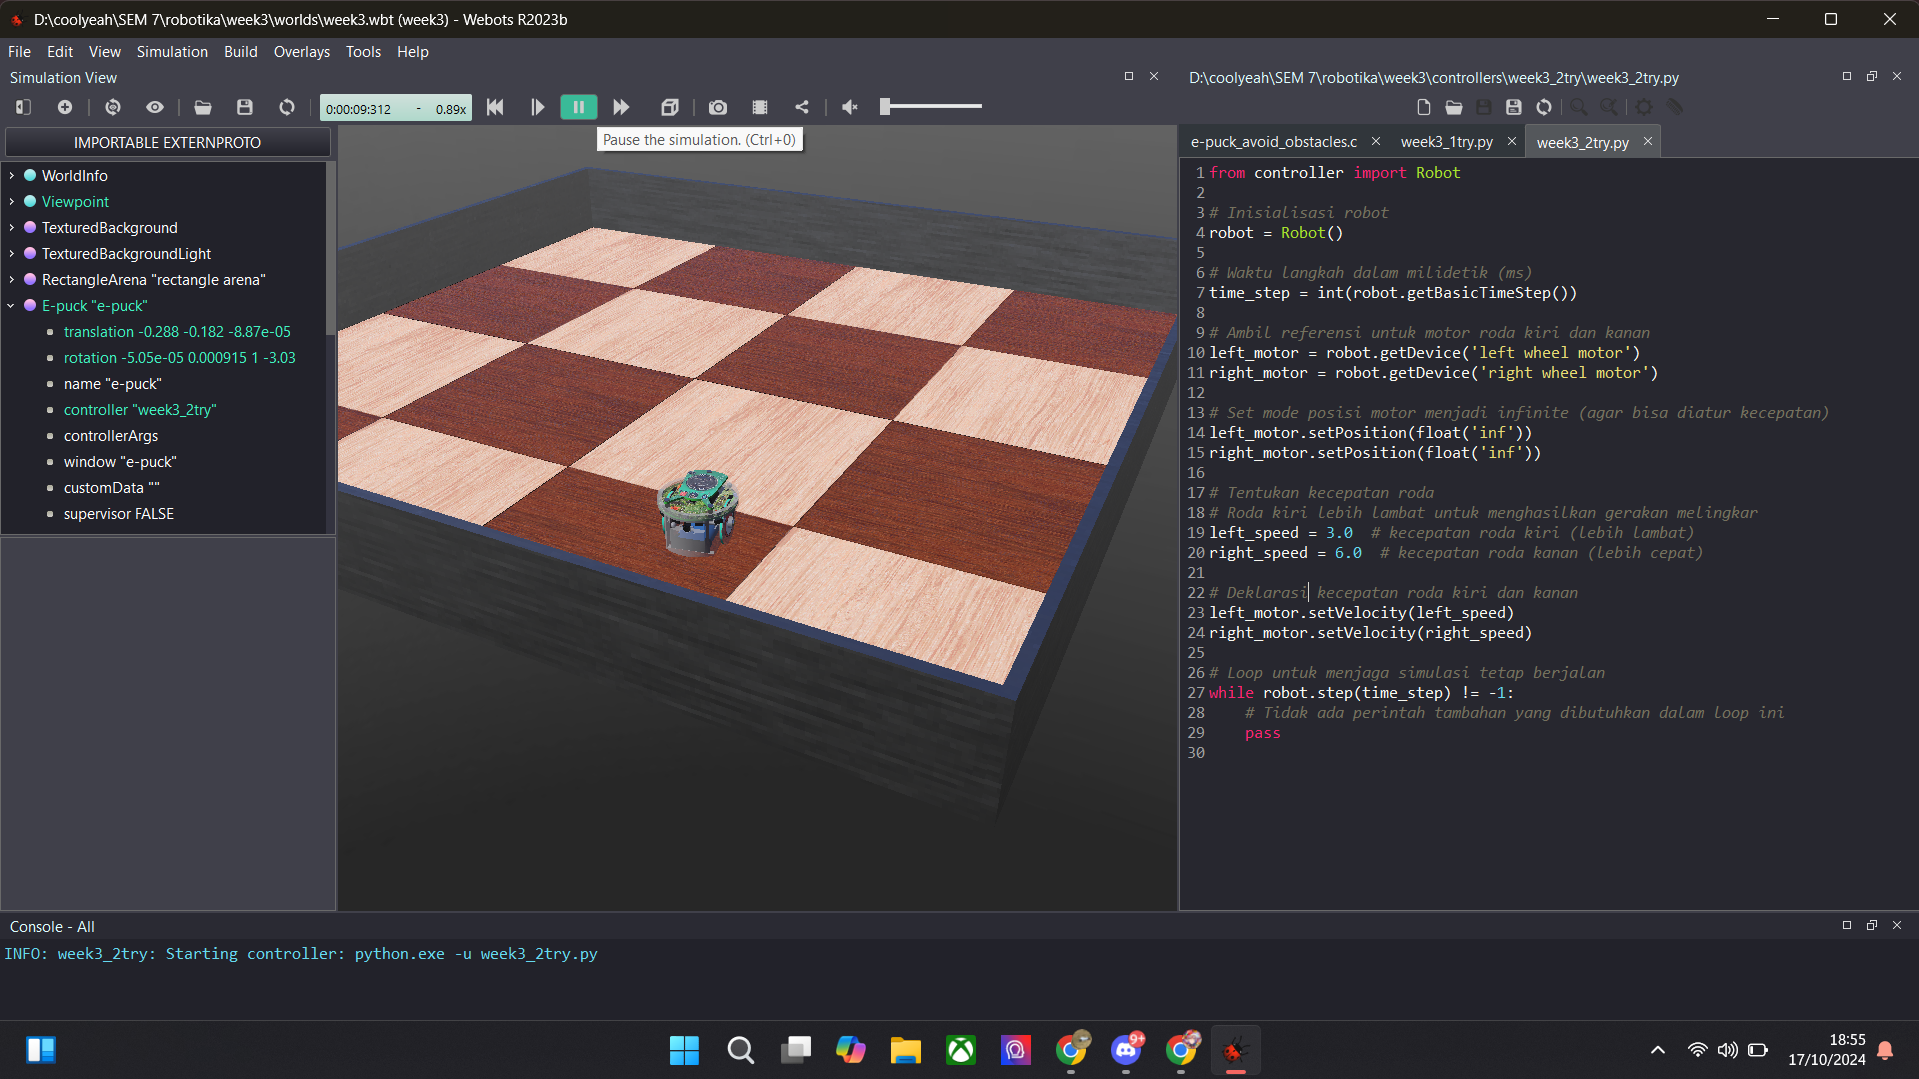 D:\coolyeah\SEM 7\robotika\week3\worlds\week3.wbt (week3) - Webots R2023b
File Edit View Simulation Build Overlays Tools Help
Simulation View
D:\coolyeah\SEM 7\robotika\week3\controllers\week3_2try\week3_2try.py
0:00:09:312 - 0.89x
Pause the simulation. (Ctrl+0)
IMPORTABLE EXTERNPROTO
WorldInfo
Viewpoint
TexturedBackground
TexturedBackgroundLight
RectangleArena "rectangle arena"
E-puck "e-puck"
translation -0.288 -0.182 -8.87e-05
rotation -5.05e-05 0.000915 1 -3.03
name "e-puck"
controller "week3_2try"
controllerArgs
window "e-puck"
customData ""
supervisor FALSE
e-puck_avoid_obstacles.c week3_1try.py week3_2try.py
1 from controller import Robot
2
3 # Inisialisasi robot
4 robot = Robot()
5
6 # Waktu langkah dalam milidetik (ms)
7 time_step = int(robot.getBasicTimeStep())
8
9 # Ambil referensi untuk motor roda kiri dan kanan
10 left_motor = robot.getDevice('left wheel motor')
11 right_motor = robot.getDevice('right wheel motor')
12
13 # Set mode posisi motor menjadi infinite (agar bisa diatur kecepatan)
14 left_motor.setPosition(float('inf'))
15 right_motor.setPosition(float('inf'))
16
17 # Tentukan kecepatan roda
18 # Roda kiri lebih lambat untuk menghasilkan gerakan melingkar
19 left_speed = 3.0  # kecepatan roda kiri (lebih lambat)
20 right_speed = 6.0  # kecepatan roda kanan (lebih cepat)
21
22 # Deklarasi kecepatan roda kiri dan kanan
23 left_motor.setVelocity(left_speed)
24 right_motor.setVelocity(right_speed)
25
26 # Loop untuk menjaga simulasi tetap berjalan
27 while robot.step(time_step) != -1:
28     # Tidak ada perintah tambahan yang dibutuhkan dalam loop ini
29     pass
30
Console - All
INFO: week3_2try: Starting controller: python.exe -u week3_2try.py
9+
18:55
17/10/2024